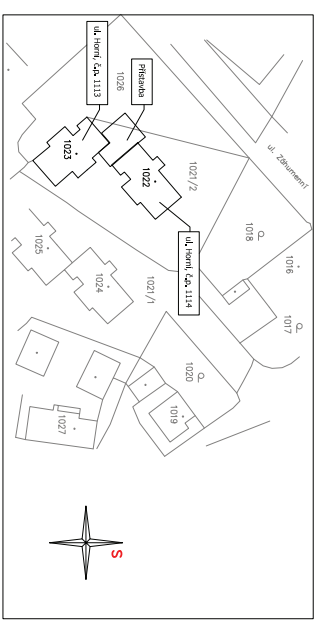 ul. Záhumenní
1016
1018
1017
1021/2
Přístavba
1026
ul. Horní, č.p. 1113
1022
1023
ul. Horní, č.p. 1114
1021/1
1025
1024
1020
1019
1027
S